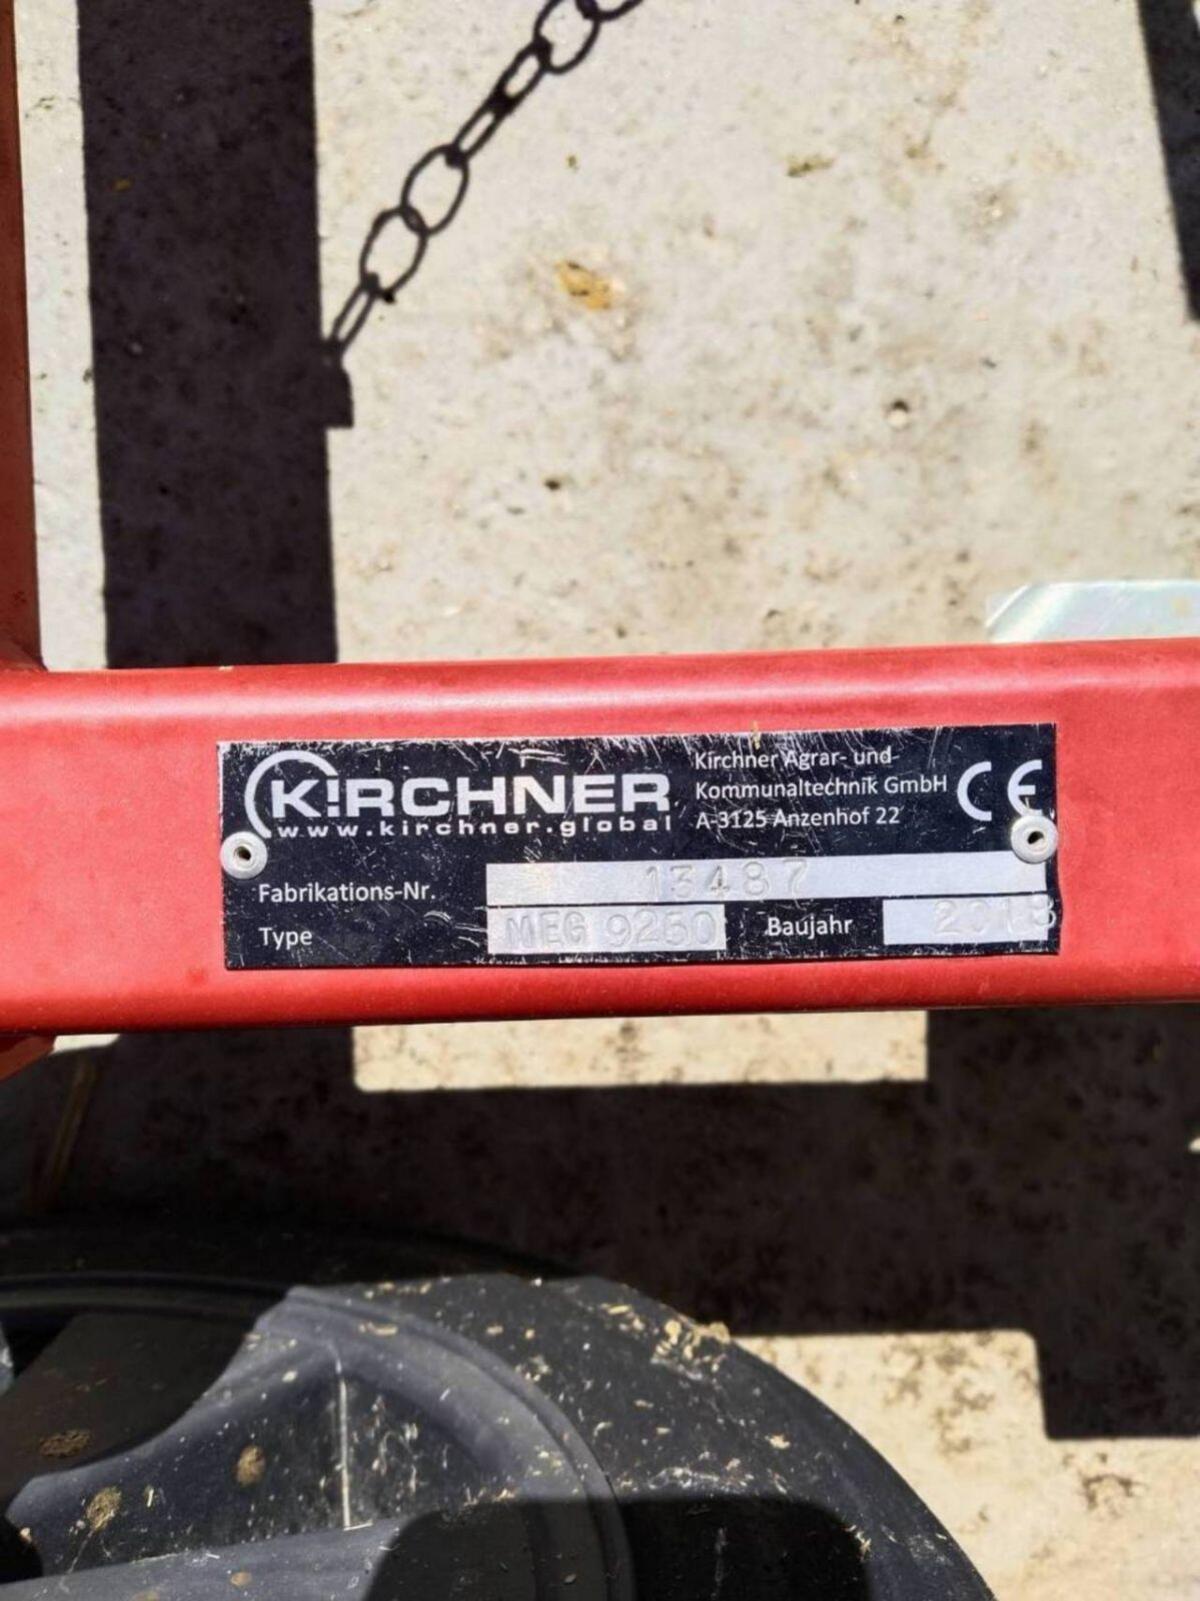 KIRCHNER
www.kirchner.global
Kirchner Agrar- und
Kommunaltechnik GmbH
A-3125 Anzenhof 22
CE
Fabrikations-Nr. 13487
Type MEG 9250 Baujahr 2018